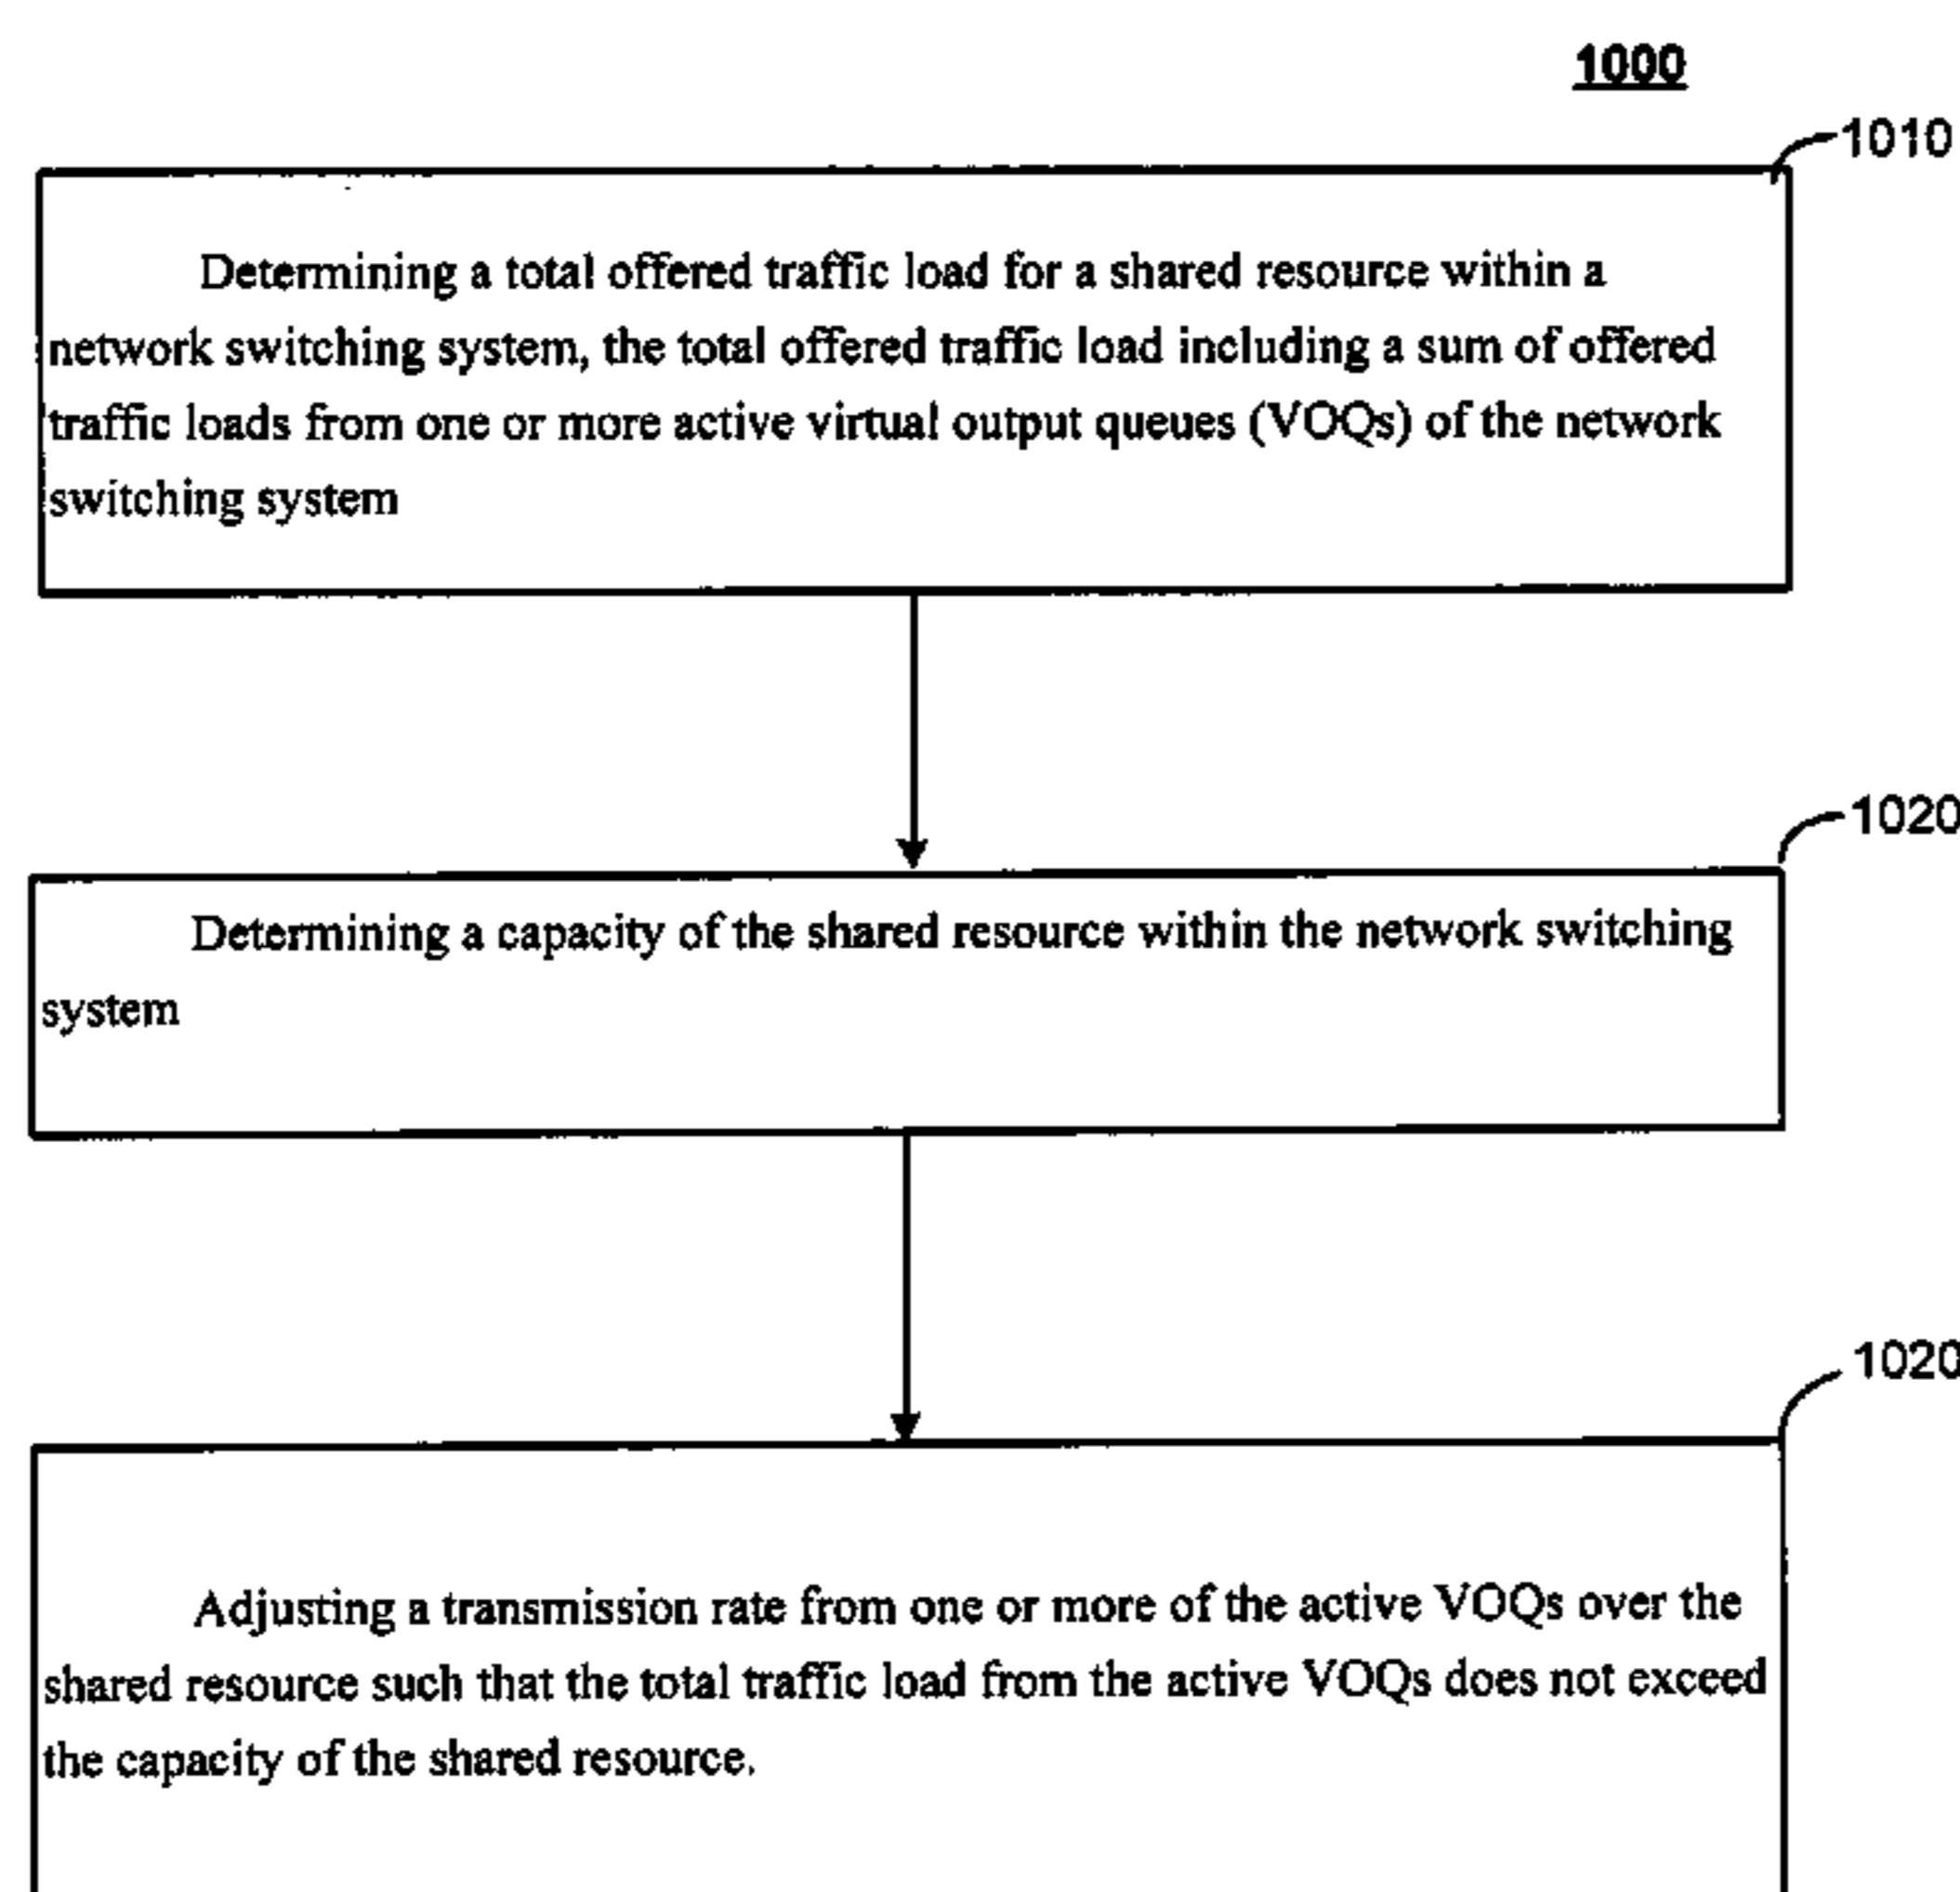 1000
1010
Determining a total offered traffic load for a shared resource within a
network switching system, the total offered traffic load including a sum of offered
traffic loads from one or more active virtual output queues (VOQs) of the network
switching system
1020
Determining a capacity of the shared resource within the network switching
system
1020
Adjusting a transmission rate from one or more of the active VOQs over the
shared resource such that the total traffic load from the active VOQs does not exceed
the capacity of the shared resource.